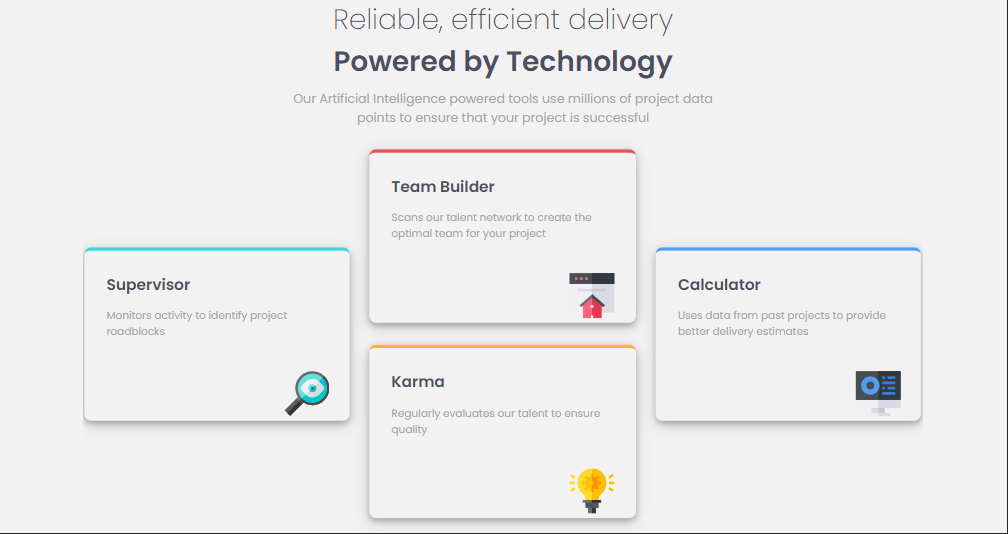 Reliable, efficient delivery
Powered by Technology
Our Artificial Intelligence powered tools use millions of project data
points to ensure that your project is successful
Team Builder
Scans our talent network to create the
optimal team for your project
Supervisor
Monitors activity to identify project
roadblocks
Calculator
Uses data from past projects to provide
better delivery estimates
Karma
Regularly evaluates our talent to ensure
quality